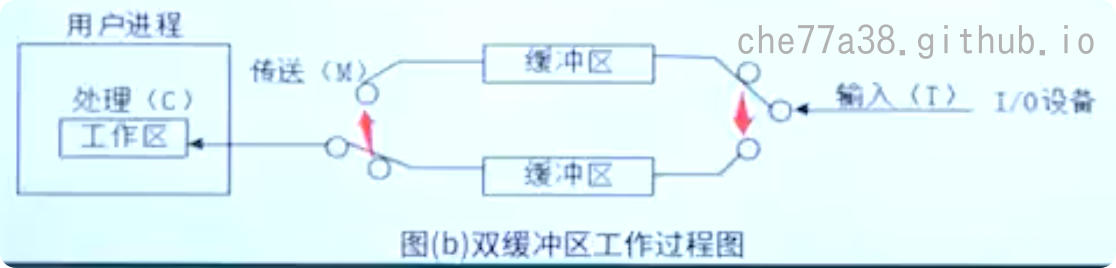 用户进程
che77a38.github.io
传送（M）
缓冲区
处理（C）
输入（T） I/O设备
工作区
缓冲区
图(b)双缓冲区工作过程图